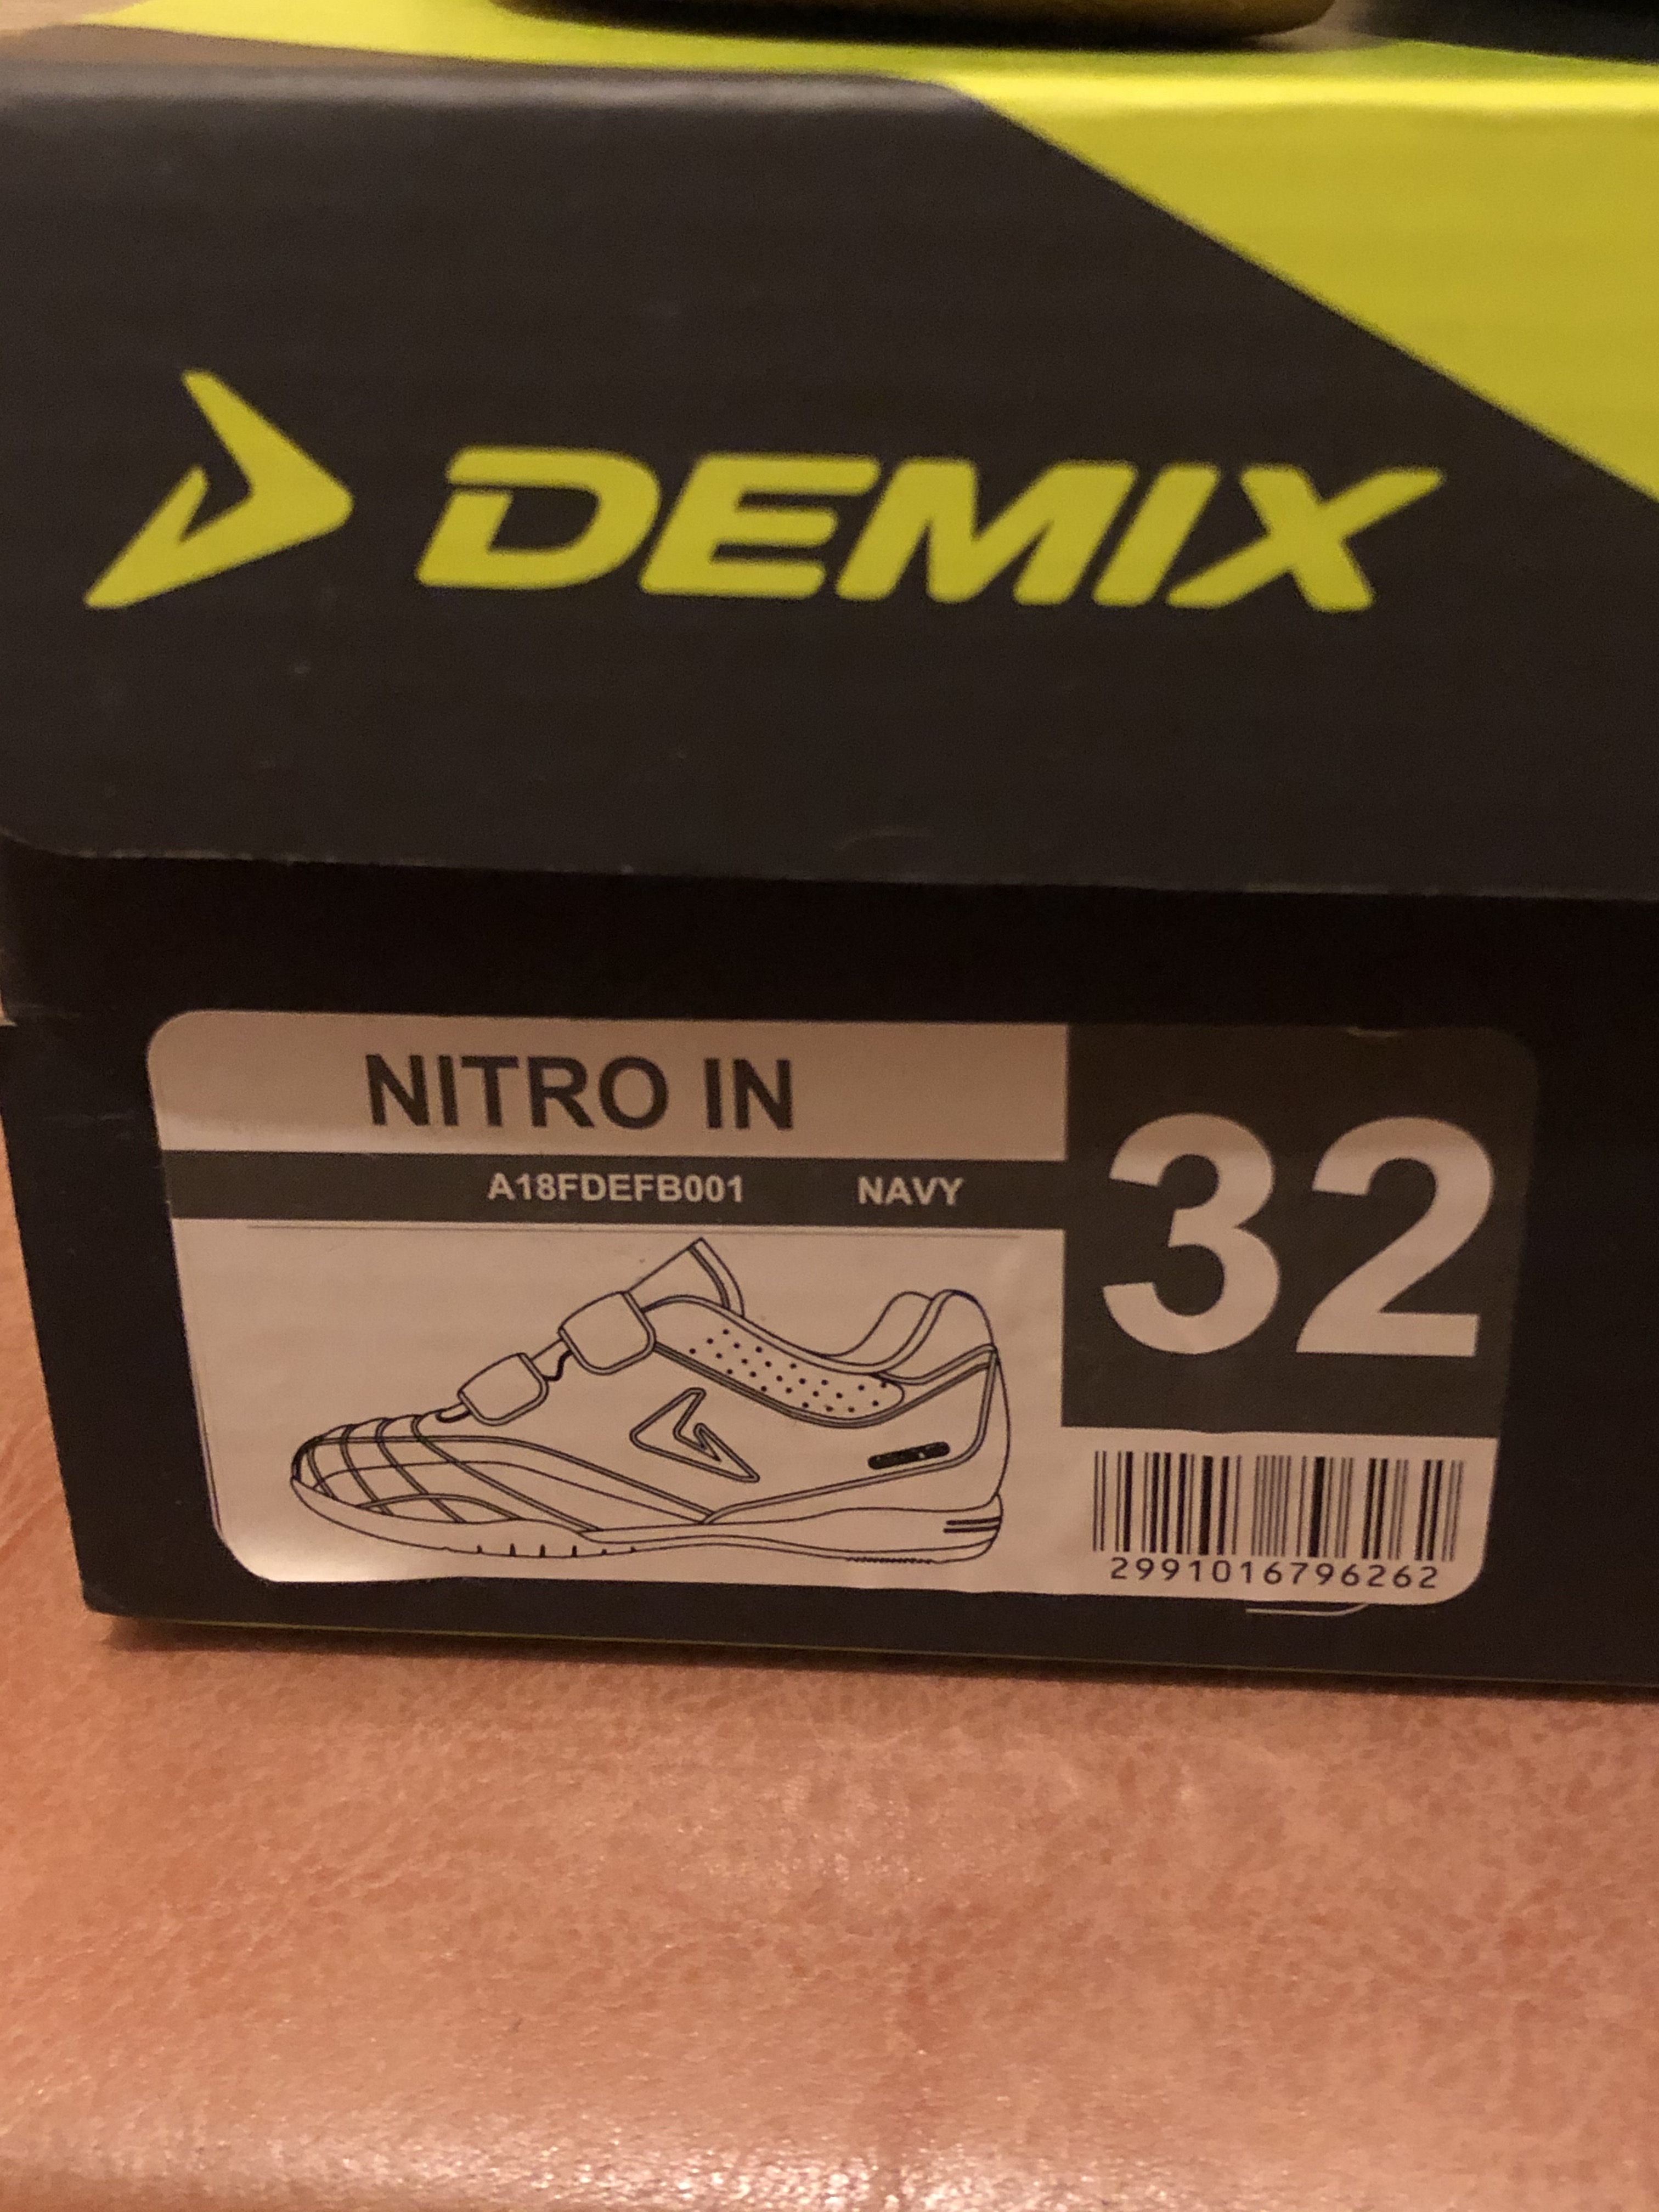 DEMIX
NITRO IN
A18FDEFB001 NAVY
32
2991016796262